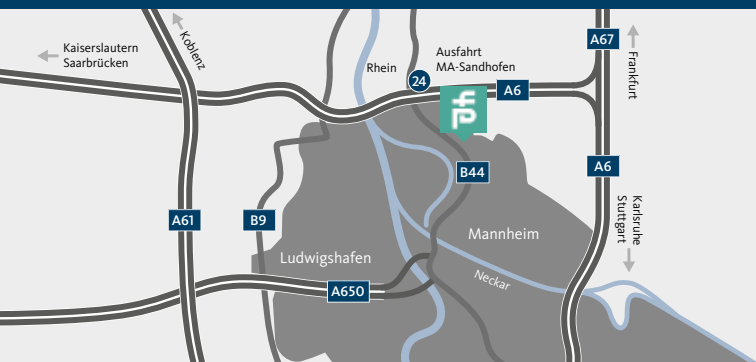 Kaiserslautern
Saarbrücken
Koblenz
Rhein
Ausfahrt
MA-Sandhofen
24
A6
A67
Frankfurt
A6
B44
A61
B9
Karlsruhe
Stuttgart
Mannheim
Ludwigshafen
Neckar
A650